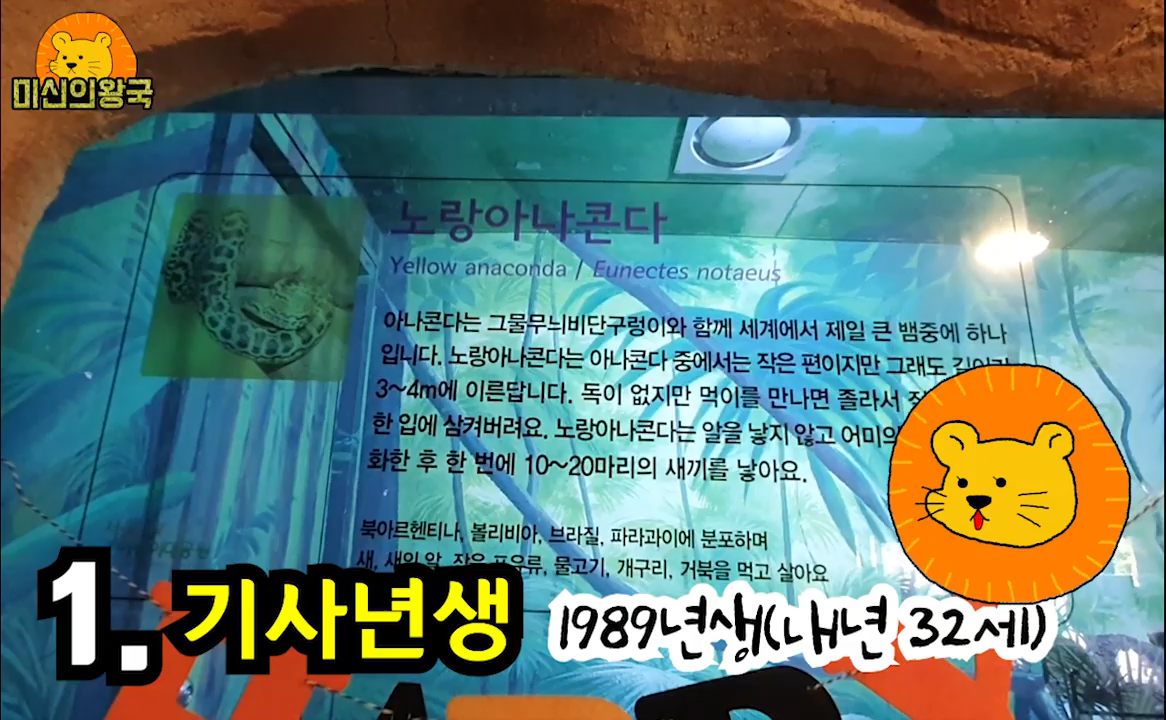 미신의왕국
노랑아나콘다
Yellow anaconda / Eunectes notaeus
아나콘다는 그물무늬비단구렁이와 함께 세계에서 제일 큰 뱀중에 하나
입니다. 노랑아나콘다는 아나콘다 중에서는 작은 편이지만 그래도
3~4m에 이른답니다. 독이 없지만 먹이를 만나면 졸라서
한 입에 삼켜버려요. 노랑아나콘다는 알을 낳지 않고 어미의
화한 후 한 번에 10~20마리의 새끼를 낳아요.
북아르헨티나, 볼리비아, 브라질, 파라과이에 분포하며
새, 새의 알, 작은 포유류, 물고기, 개구리, 거북을 먹고 살아요
1. 기사년생 1989년생(내년 32세)